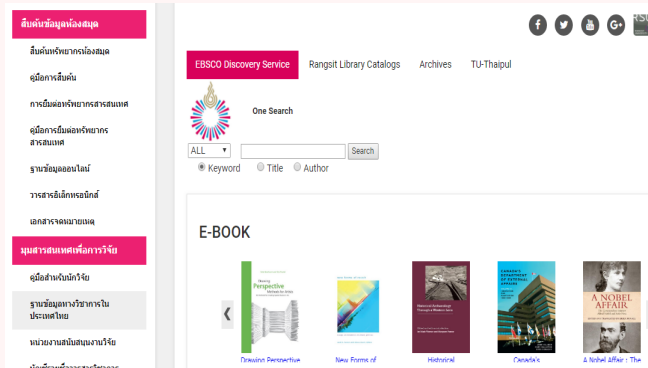 สืบค้นข้อมูลห้องสมุด
สืบค้นทรัพยากรห้องสมุด
คู่มือการสืบค้น
การยืมต่อทรัพยากรสารสนเทศ
คู่มือการยืมต่อทรัพยากร
สารสนเทศ
ฐานข้อมูลออนไลน์
วารสารอิเล็กทรอนิกส์
เอกสารจดหมายเหตุ
มุมสารสนเทศเพื่อการวิจัย
คู่มือสำหรับนักวิจัย
ฐานข้อมูลทางวิชาการใน
ประเทศไทย
หน่วยงานสนับสนุนงานวิจัย
EBSCO Discovery Service
Rangsit Library Catalogs
Archives
TU-Thaipul
One Search
ALL
Search
Keyword
Title
Author
E-BOOK
Drawing
Perspective
CANADA'S
DEPARTMENT
OF EXTERNAL
AFFAIRS
A NOBEL
AFFAIR
Drawing Perspective
New Forms of
Historical
Canada's
A Nobel Affair : The